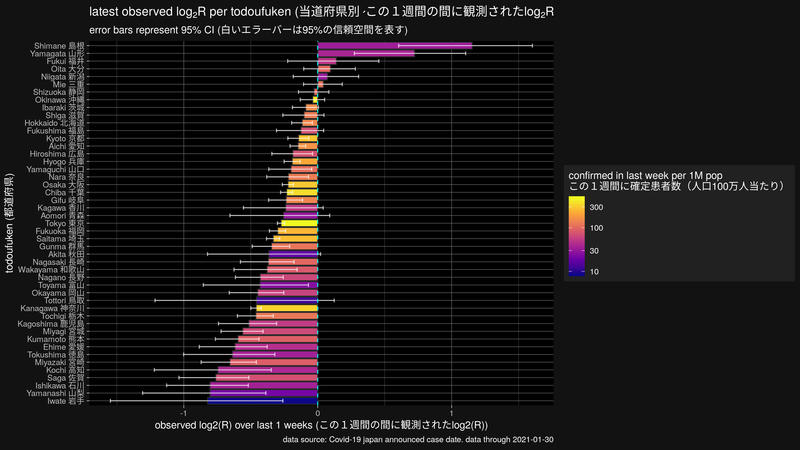 latest observed log2R per todoufuken (当道府県別 この１週間の間に観測されたlog2R
error bars represent 95% CI (白いエラーバーは95%の信頼空間を表す)
Shimane 島根
Yamagata 山形
Fukui 福井
Oita 大分
Niigata 新潟
Mie 三重
Shizuoka 静岡
Okinawa 沖縄
Ibaraki 茨城
Shiga 滋賀
Hokkaido 北海道
Fukushima 福島
Kyoto 京都
Aichi 愛知
Hiroshima 広島
Hyogo 兵庫
Yamaguchi 山口
Nara 奈良
Osaka 大阪
Chiba 千葉
Gifu 岐阜
Kagawa 香川
Aomori 青森
Tokyo 東京
Fukuoka 福岡
Saitama 埼玉
Gunma 群馬
Akita 秋田
Nagasaki 長崎
Wakayama 和歌山
Nagano 長野
Toyama 富山
Okayama 岡山
Tottori 鳥取
Kanagawa 神奈川
Tochigi 栃木
Kagoshima 鹿児島
Miyagi 宮城
Kumamoto 熊本
Ehime 愛媛
Tokushima 徳島
Miyazaki 宮崎
Kochi 高知
Saga 佐賀
Ishikawa 石川
Yamanashi 山梨
Iwate 岩手
todoufuken (都道府県)
-1 0 1
observed log2(R) over last 1 weeks (この１週間の間に観測されたlog2(R))
data source: Covid-19 japan announced case date. data through 2021-01-30
confirmed in last week per 1M pop
この１週間に確定患者数（人口100万人当たり）
300
100
30
10